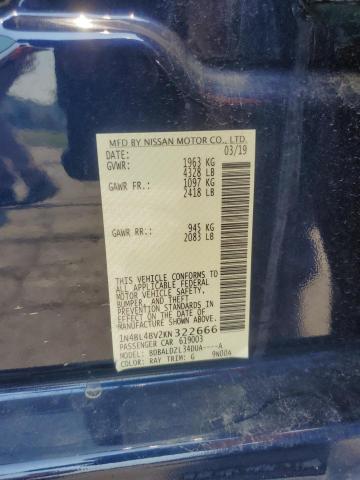 MFD BY NISSAN MOTOR CO., LTD.
DATE: 03/19
GVWR: 1963 KG
4328 LB
GAWR FR.: 1097 KG
2418 LB
GAWR RR.: 945 KG
2083 LB
THIS VEHICLE CONFORMS TO
ALL APPLICABLE FEDERAL
MOTOR VEHICLE SAFETY,
BUMPER, AND THEFT
PREVENTION STANDARDS
IN EFFECT ON THE DATE OF
MANUFACTURE SHOWN ABOVE.
1N4BL4BV2KN322666
PASSENGER CAR 619003
MODEL: BDBALDZL34DUA----A
COLOR: RAY TRIM: G 9N004